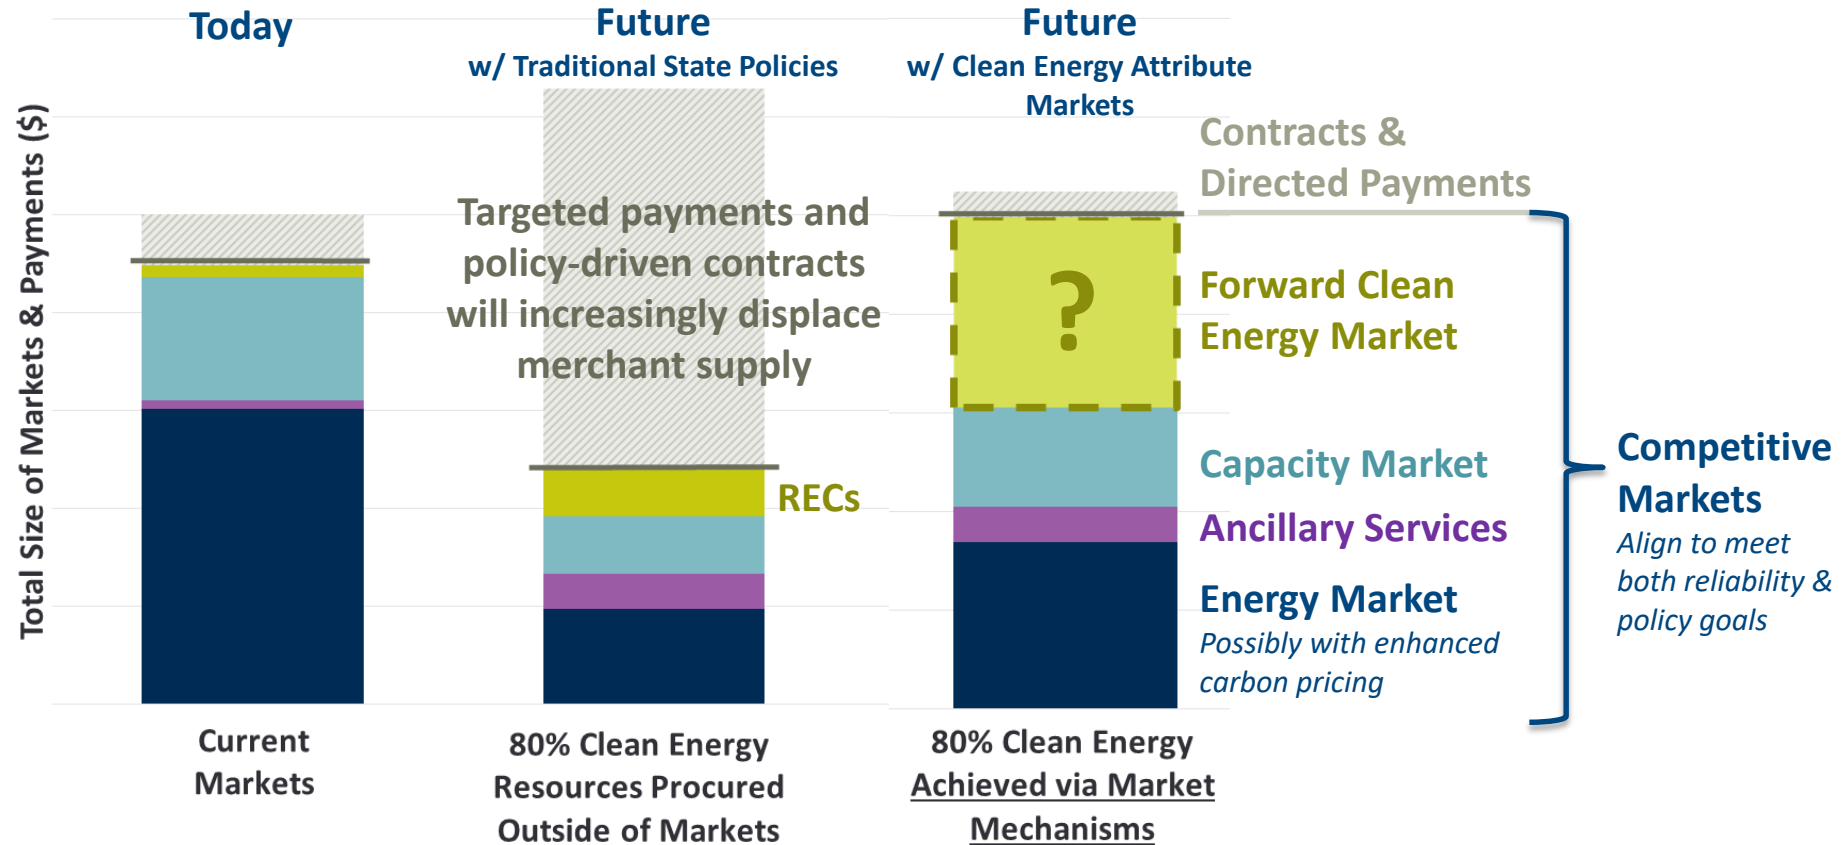 Today
Future
w/ Traditional State Policies
Future
w/ Clean Energy Attribute
Markets
Total Size of Markets & Payments ($)
Targeted payments and
policy-driven contracts
will increasingly displace
merchant supply
RECs
?
Contracts &
Directed Payments
Forward Clean
Energy Market
Capacity Market
Ancillary Services
Energy Market
Possibly with enhanced
carbon pricing
Competitive
Markets
Align to meet
both reliability &
policy goals
Current
Markets
80% Clean Energy
Resources Procured
Outside of Markets
80% Clean Energy
Achieved via Market
Mechanisms